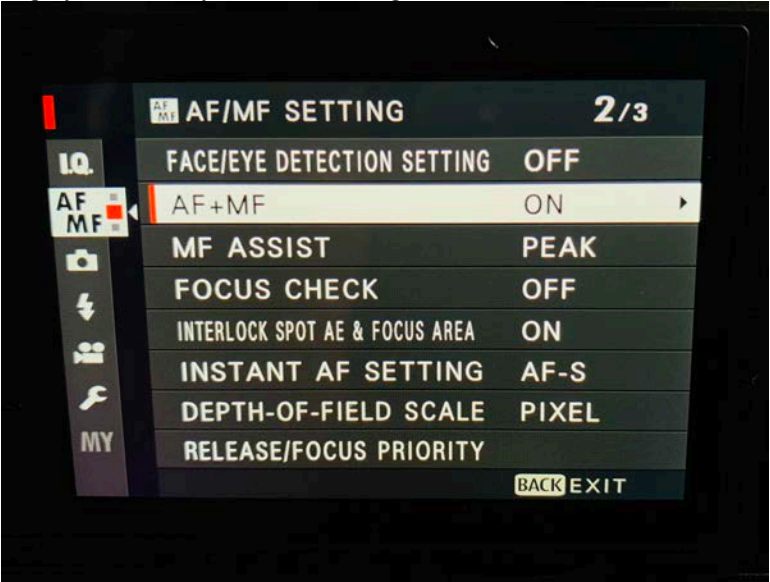 AF MF AF/MF SETTING 2/3
I.Q. FACE/EYE DETECTION SETTING OFF
AF MF AF+MF ON
MF ASSIST PEAK
FOCUS CHECK OFF
INTERLOCK SPOT AE & FOCUS AREA ON
INSTANT AF SETTING AF-S
DEPTH-OF-FIELD SCALE PIXEL
MY RELEASE/FOCUS PRIORITY
BACK EXIT